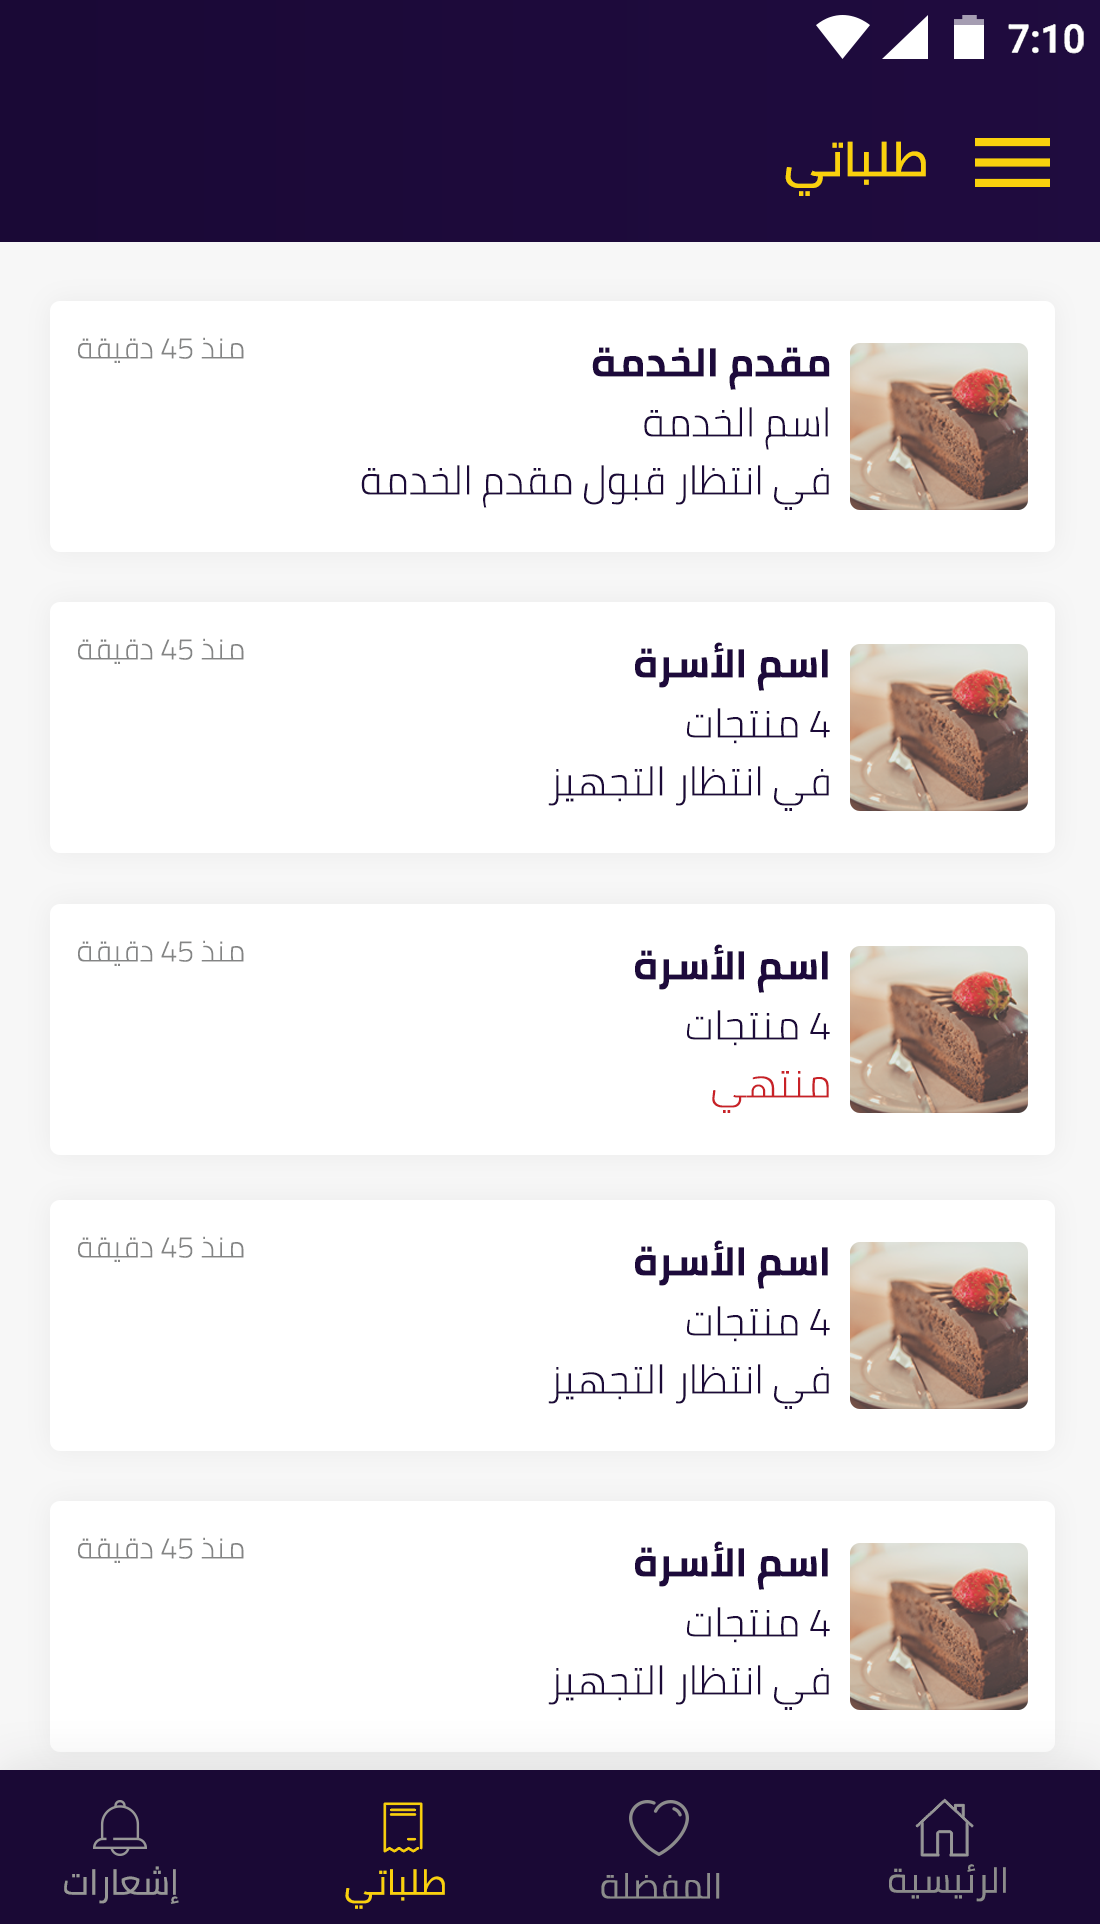 7:10
طلباتي
مقدم الخدمة
منذ 45 دقيقة
اسم الخدمة
في انتظار قبول مقدم الخدمة
اسم الأسرة
منذ 45 دقيقة
4 منتجات
في انتظار التجهيز
اسم الأسرة
منذ 45 دقيقة
4 منتجات
منتهي
اسم الأسرة
منذ 45 دقيقة
4 منتجات
في انتظار التجهيز
اسم الأسرة
منذ 45 دقيقة
4 منتجات
في انتظار التجهيز
الرئيسية
المفضلة
طلباتي
إشعارات